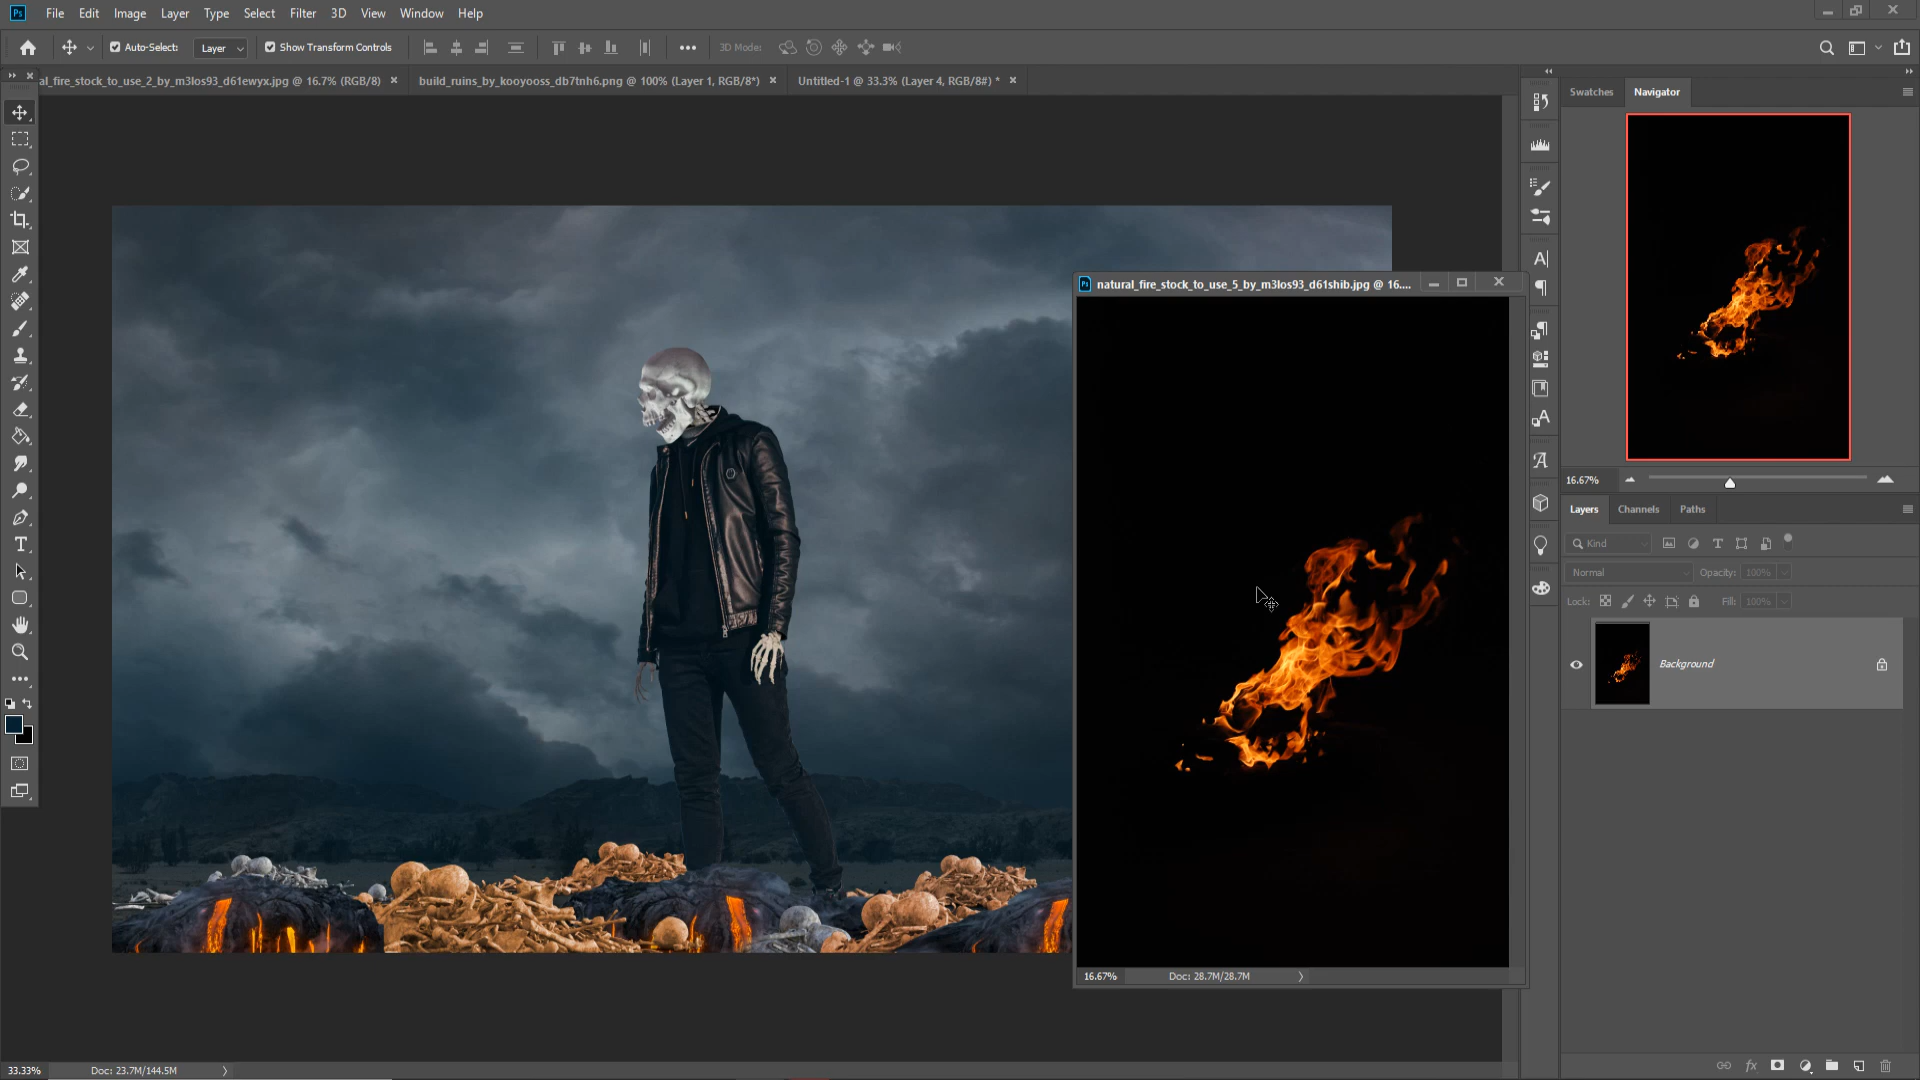 Ps File Edit Image Layer Type Select Filter 3D View Window Help
Auto-Select: Layer Show Transform Controls 3D Mode:
al_fire_stock_to_use_2_by_m3los93_d61ewyx.jpg @ 16.7% (RGB/8) build_ruins_by_kooyooss_db7tnh6.png @ 100% (Layer 1, RGB/8*) Untitled-1 @ 33.3% (Layer 4, RGB/8#) *
Swatches Navigator
natural_fire_stock_to_use_5_by_m3los93_d61shib.jpg @ 16....
16.67%
Layers Channels Paths
Kind
Normal Opacity: 100%
Lock: Fill: 100%
Background
16.67% Doc: 28.7M/28.7M
33.33% Doc: 23.7M/144.5M